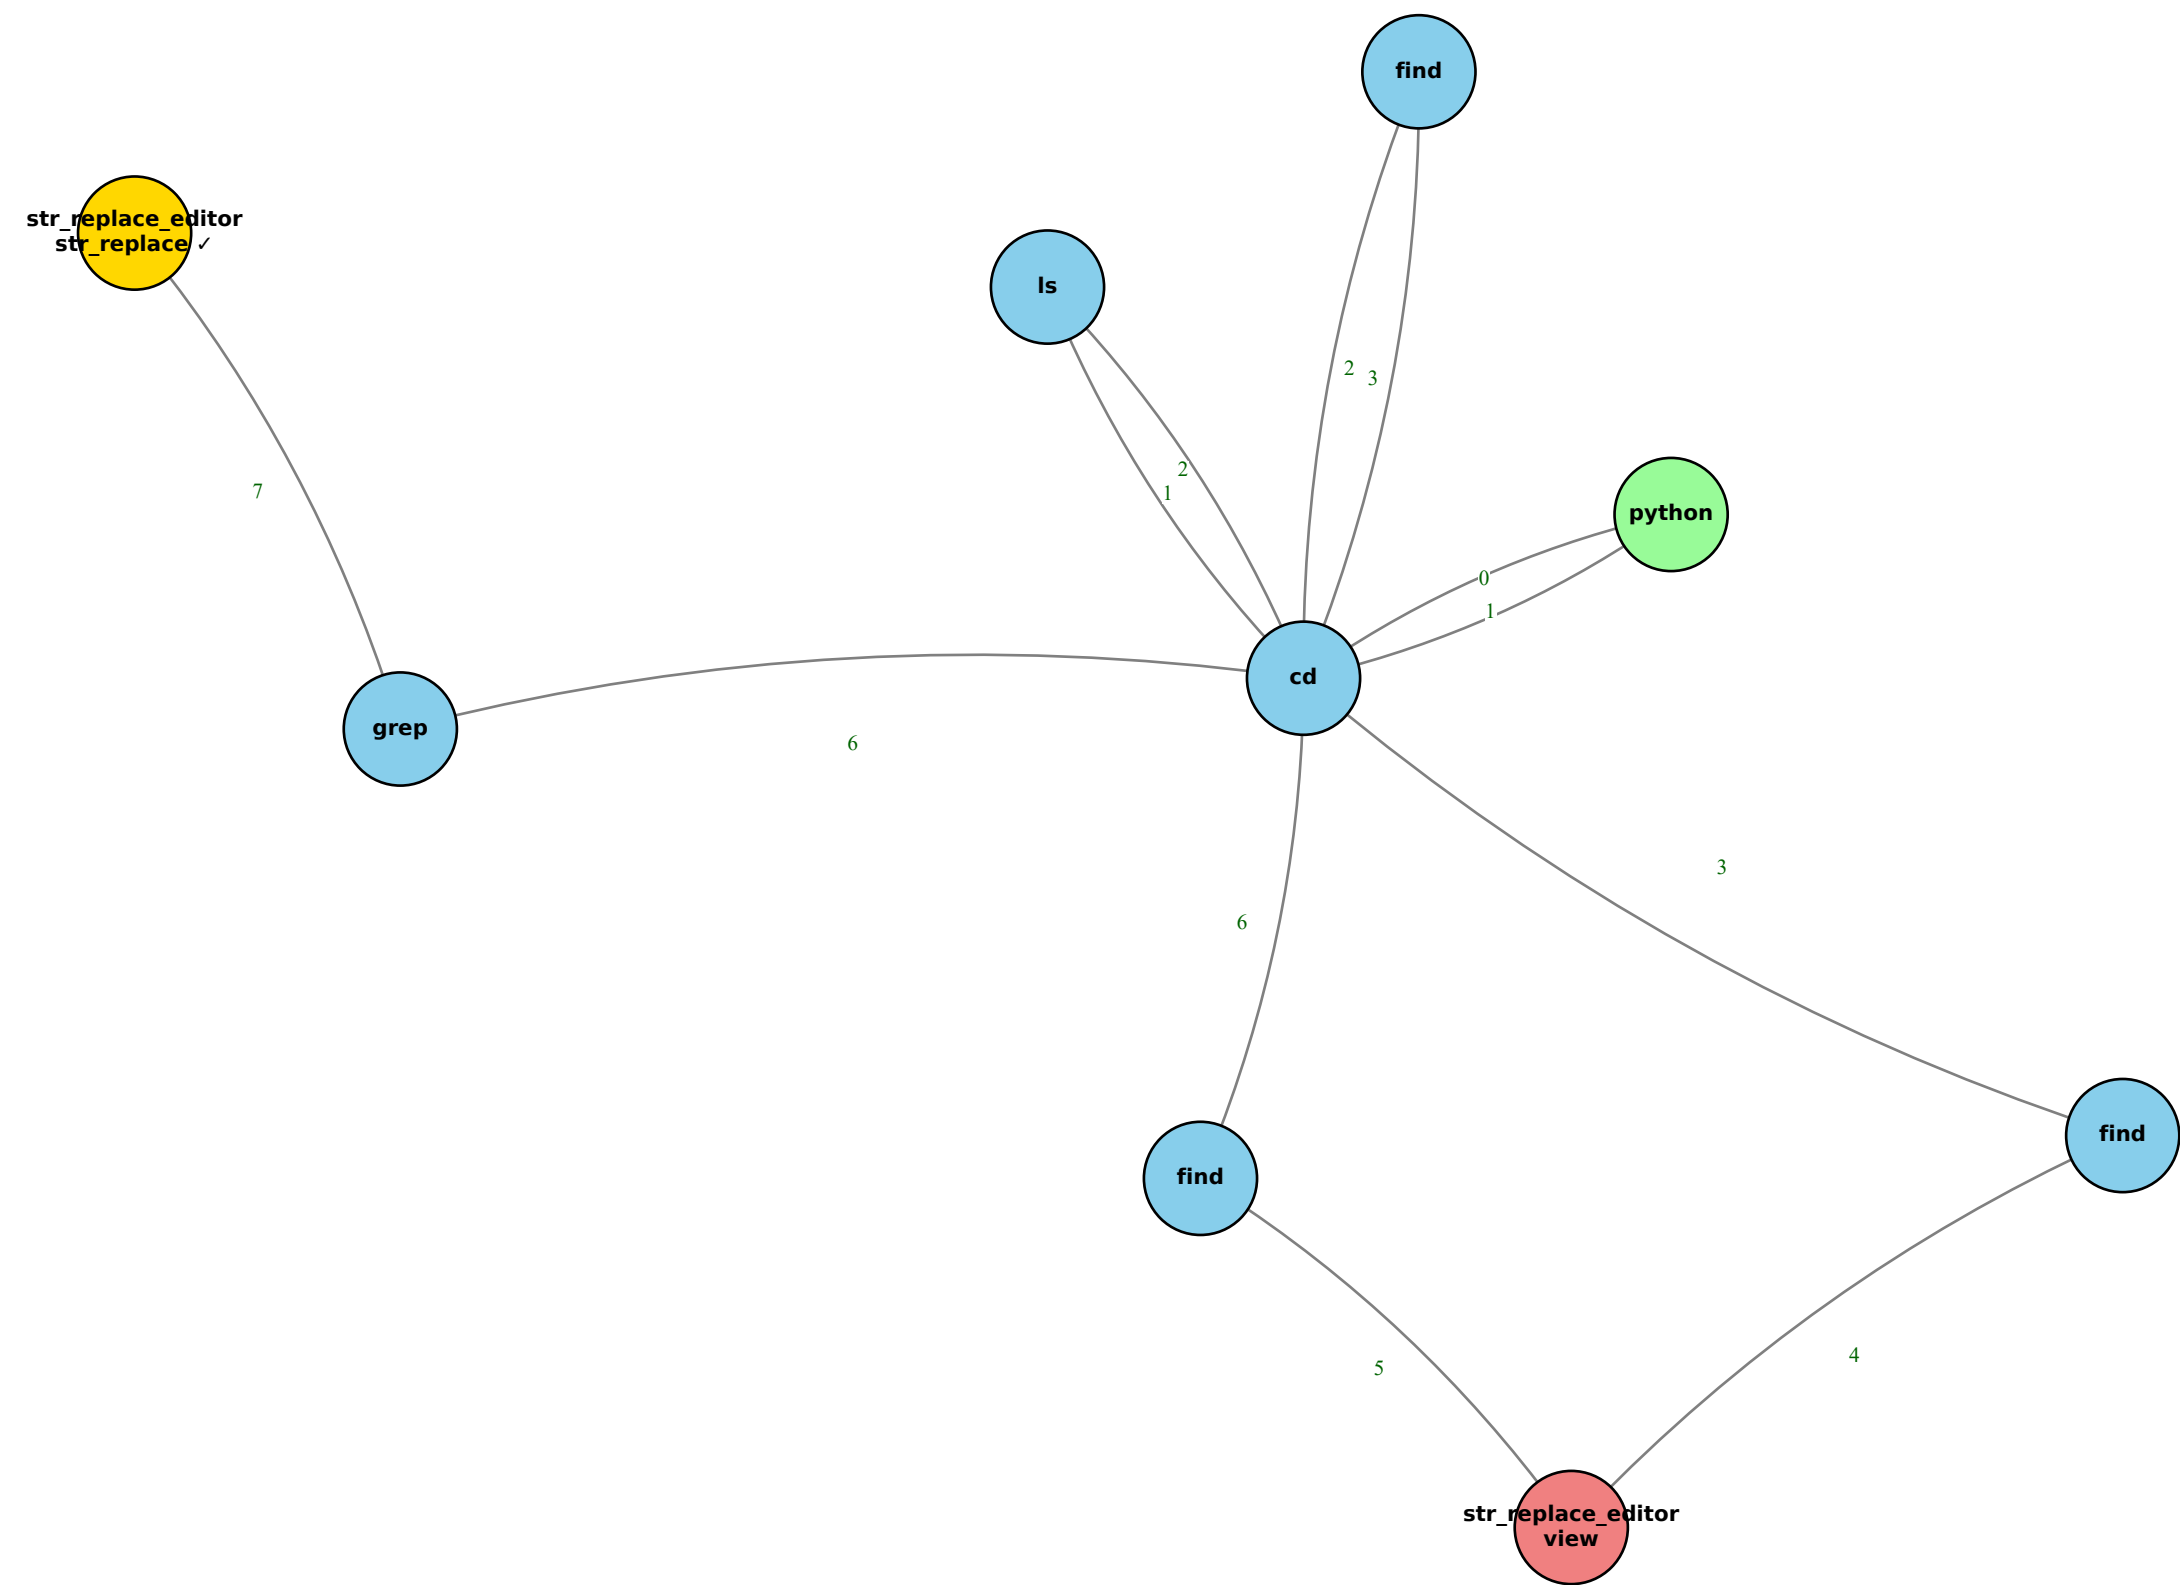 find
str_replace_editor
str_replace ✓
ls
2
3
2
1
7
python
0
1
cd
grep
6
3
6
find
find
5
4
str_replace_editor
view